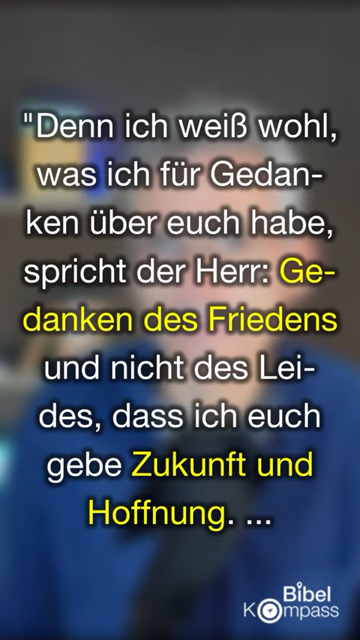 "Denn ich weiß wohl,
was ich für Gedan-
ken über euch habe,
spricht der Herr: Ge-
danken des Friedens
und nicht des Lei-
des, dass ich euch
gebe Zukunft und
Hoffnung. ...
Bibel
Kompass